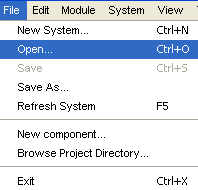 File Edit Module System View
New System... Ctrl+N
Open... Ctrl+O
Save Ctrl+S
Save As...
Refresh System F5
New component...
Browse Project Directory...
Exit Ctrl+X